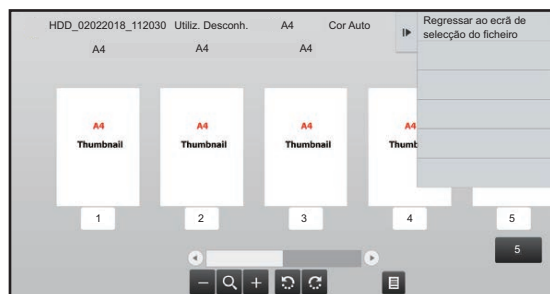 HDD_02022018_112030 Utiliz. Desconh. A4 Cor Auto
Regressar ao ecrã de
selecção do ficheiro
A4 A4 A4
A4 A4 A4 A4
Thumbnail Thumbnail Thumbnail Thumb
1 2 3 4 5
5